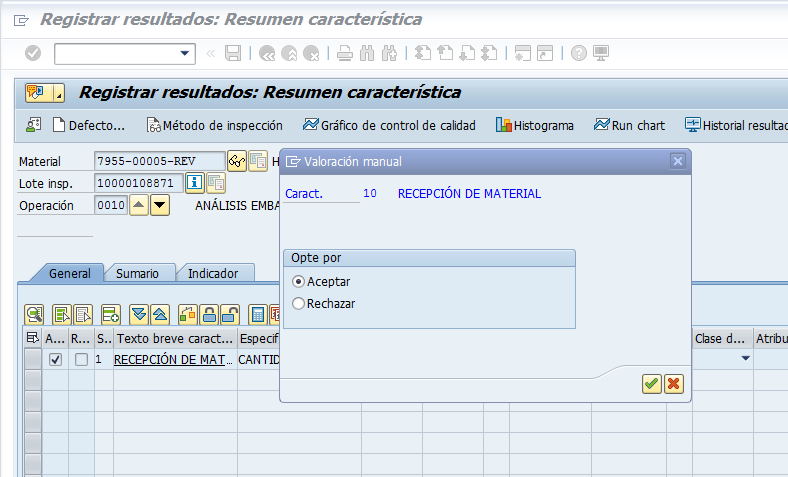 Registrar resultados: Resumen característica
Registrar resultados: Resumen característica
Defecto... Método de inspección Gráfico de control de calidad Histograma Run chart Historial resultado
Material 7955-00005-REV H
Lote insp. 10000108871
Operación 0010 ANÁLISIS EMBA
Valoración manual
Caract. 10 RECEPCIÓN DE MATERIAL
Opte por
Aceptar
Rechazar
General Sumario Indicador
A... R... S.. Texto breve caract... Específ Clase d... Atribu
1 RECEPCIÓN DE MAT... CANTID